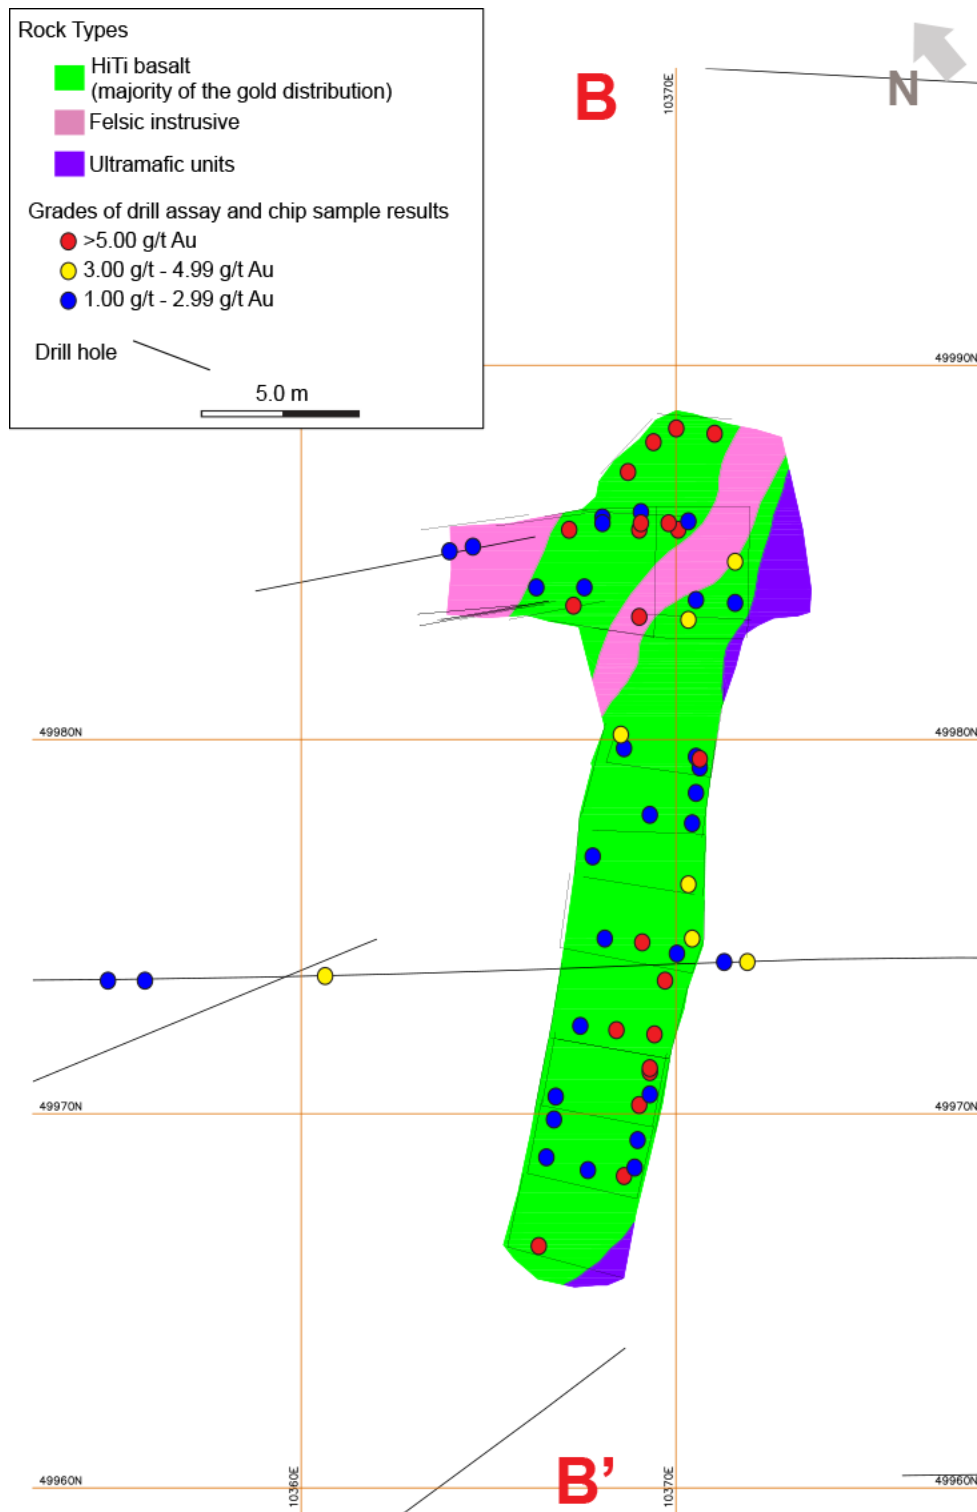 Rock Types
HiTi basalt
(majority of the gold distribution)
Felsic instrusive
Ultramafic units
Grades of drill assay and chip sample results
>5.00 g/t Au
3.00 g/t - 4.99 g/t Au
1.00 g/t - 2.99 g/t Au
Drill hole
5.0 m
B
10370E
N
49990N
49980N
49980N
49970N
49970N
49960N
10360E
B’
10370E
49960N